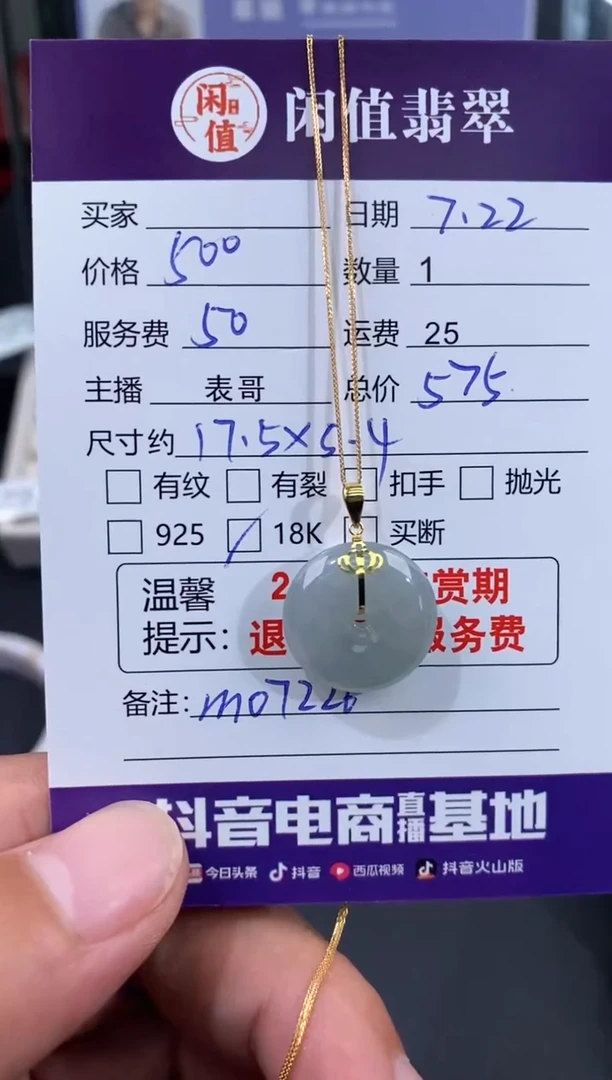 闲值 闲值翡翠
买家 日期 7.22
价格 500 数量 1
服务费 50 运费 25
主播 表哥 总价 575
尺寸约 17.5×5.4
有纹 有裂 扣手 抛光
925 18K 买断
温馨 2 赏期
提示: 退 服务费
备注: m0722
抖音电商直播基地
今日头条 抖音 西瓜视频 抖音火山版